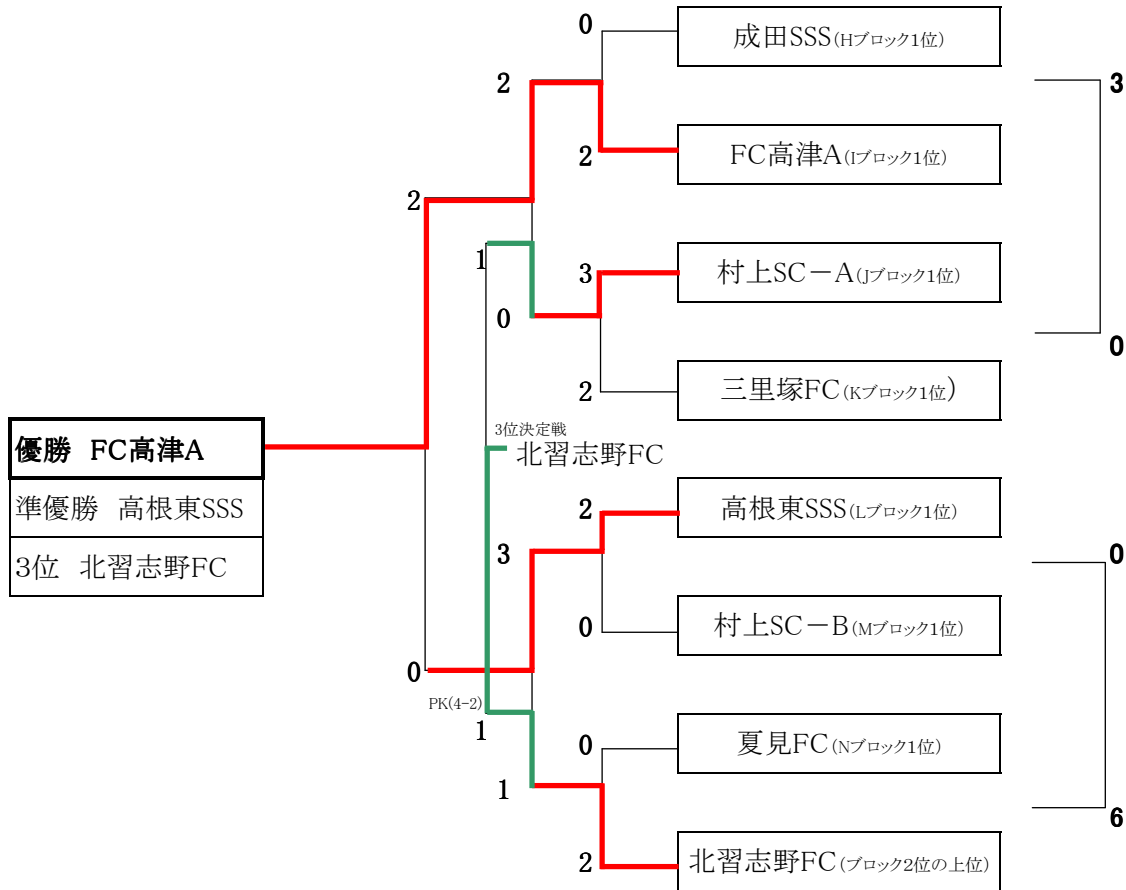 0
成田SSS(Hブロック1位)
2
3
2
FC高津A(Iブロック1位)
2
1
3
村上SC－A(Jブロック1位)
0
0
2
三里塚FC(Kブロック1位)
優勝 FC高津A
準優勝 高根東SSS
3位 北習志野FC
3位決定戦
北習志野FC
2
高根東SSS(Lブロック1位)
3
0
0
村上SC－B(Mブロック1位)
0
PK(4-2)
1
0
夏見FC(Nブロック1位)
1
6
2
北習志野FC(ブロック2位の上位)